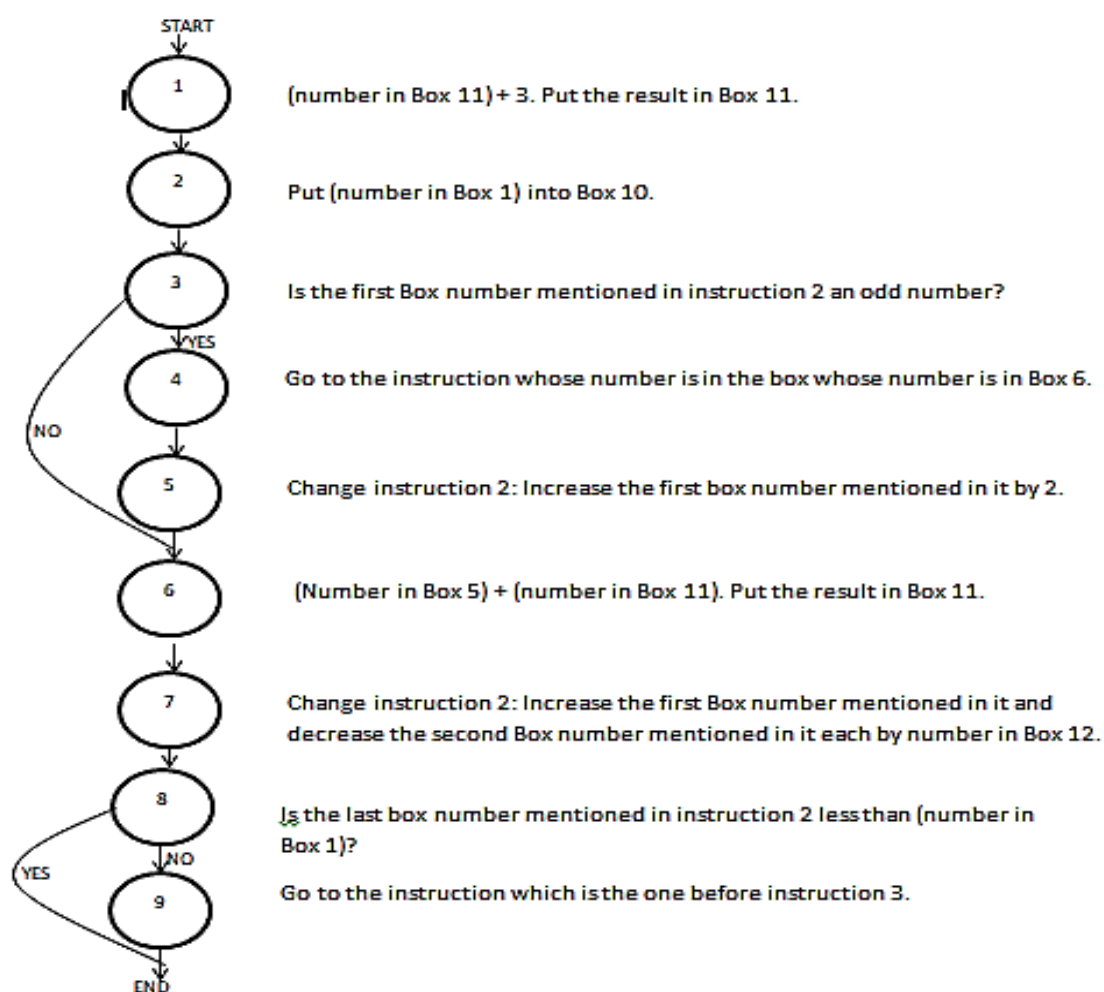 START
1
(number in Box 11) + 3. Put the result in Box 11.
2
Put (number in Box 1) into Box 10.
3
Is the first Box number mentioned in instruction 2 an odd number?
YES
4
Go to the instruction whose number is in the box whose number is in Box 6.
NO
5
Change instruction 2: Increase the first box number mentioned in it by 2.
6
(Number in Box 5) + (number in Box 11). Put the result in Box 11.
7
Change instruction 2: Increase the first Box number mentioned in it and
decrease the second Box number mentioned in it each by number in Box 12.
8
Is the last box number mentioned in instruction 2 less than (number in
Box 1)?
NO
YES
9
Go to the instruction which is the one before instruction 3.
END